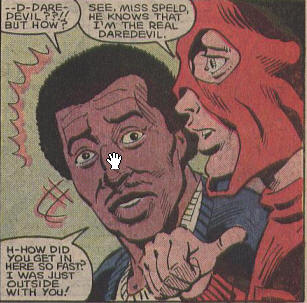 --D-DARE-
DEVIL???!!
BUT HOW?
SEE, MISS SPELD,
HE KNOWS THAT
I'M THE REAL
DAREDEVIL.
H-HOW DID
YOU GET IN
HERE SO FAST?
I WAS JUST
OUTSIDE
WITH YOU!